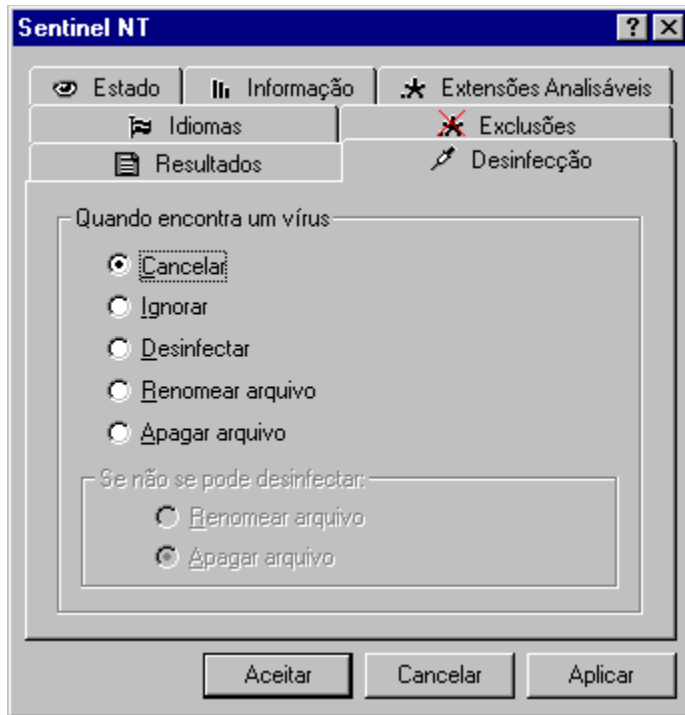 Sentinel NT
Estado Informação Extensões Analisáveis
Idiomas Exclusões
Resultados Desinfecção
Quando encontra um vírus
Cancelar
Ignorar
Desinfectar
Renomear arquivo
Apagar arquivo
Se não se pode desinfectar:
Renomear arquivo
Apagar arquivo
Aceitar Cancelar Aplicar